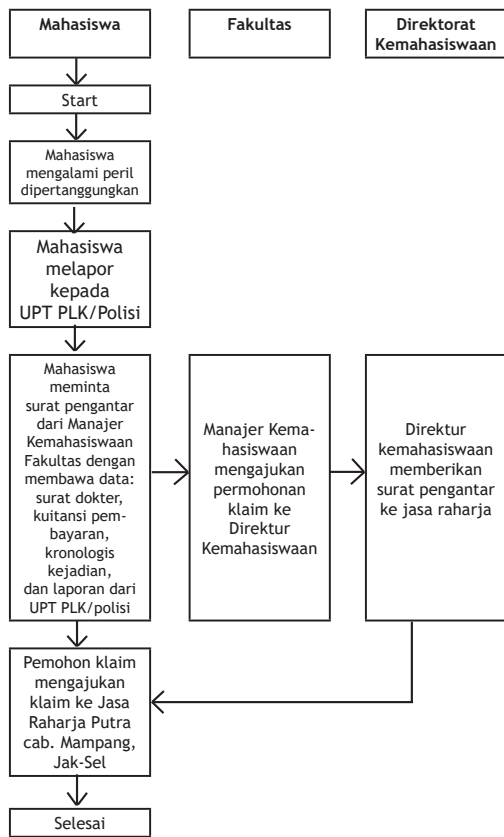 Mahasiswa
Fakultas
Direktorat
Kemahasiswaan
Start
Mahasiswa
mengalami peril
dipertanggungkan
Mahasiswa
melapor
kepada
UPT PLK/Polisi
Mahasiswa
meminta
surat pengantar
dari Manajer
Kemahasiswaan
Fakultas dengan
membawa data:
surat dokter,
kuitansi pem-
bayaran,
kronologis
kejadian,
dan laporan dari
UPT PLK/polisi
Manajer Kema-
hasiswaan
mengajukan
permohonan
klaim ke
Direktur
Kemahasiswaan
Direktur
kemahasiswaan
memberikan
surat pengantar
ke jasa raharja
Pemohon klaim
mengajukan
klaim ke Jasa
Raharja Putra
cab. Mampang,
Jak-Sel
Selesai